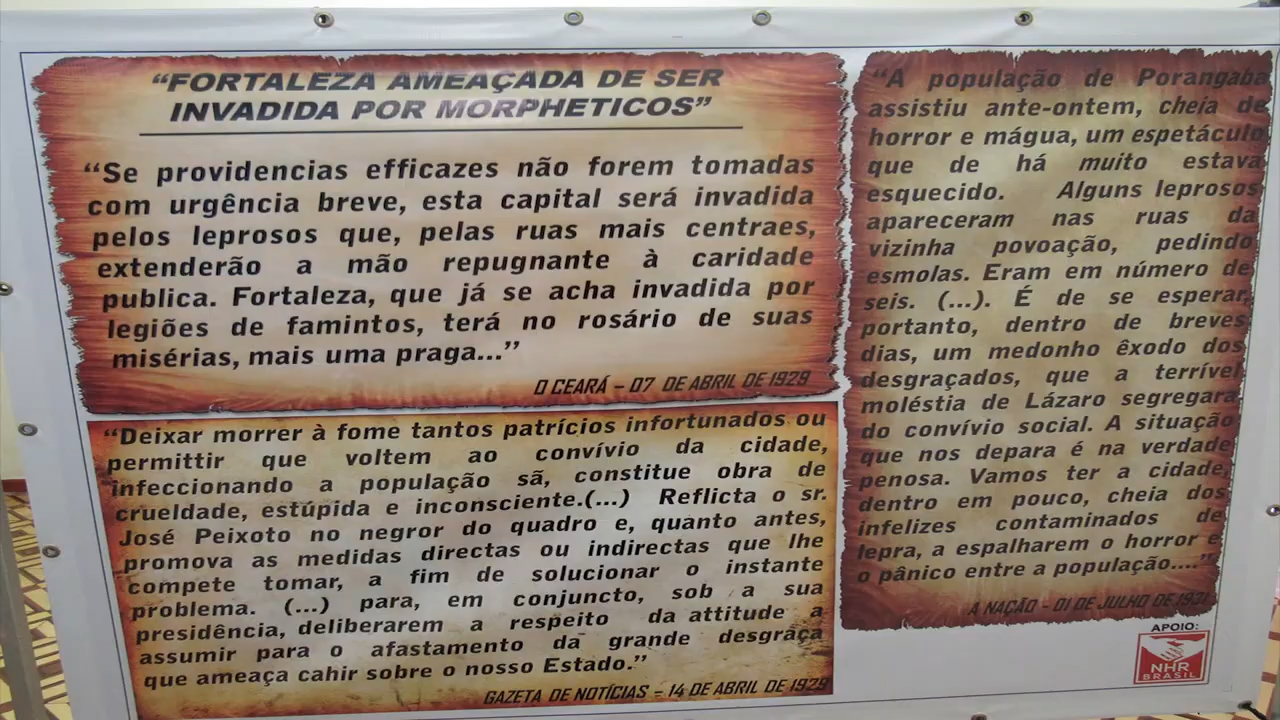 “FORTALEZA AMEAÇADA DE SER
INVADIDA POR MORPHETICOS”
“Se providencias efficazes não forem tomadas
com urgência breve, esta capital será invadida
pelos leprosos que, pelas ruas mais centraes,
extenderão a mão repugnante à caridade
publica. Fortaleza, que já se acha invadida por
legiões de famintos, terá no rosário de suas
misérias, mais uma praga...”
O CEARÁ – 07 DE ABRIL DE 1929
“Deixar morrer à fome tantos patrícios infortunados ou
permittir que voltem ao convívio da cidade,
infeccionando a população sã, constitue obra de
crueldade, estúpida e inconsciente.(...) Reflicta o sr.
José Peixoto no negror do quadro e, quanto antes,
promova as medidas directas ou indirectas que lhe
compete tomar, a fim de solucionar o instante
problema. (...) para, em conjuncto, sob a sua
presidência, deliberarem a respeito da attitude a
assumir para o afastamento da grande desgraça
que ameaça cahir sobre o nosso Estado.”
GAZETA DE NOTÍCIAS – 14 DE ABRIL DE 1929
“A população de Porangaba
assistiu ante-ontem, cheia de
horror e mágua, um espetáculo
que de há muito estava
esquecido. Alguns leprosos
apareceram nas ruas da
vizinha povoação, pedindo
esmolas. Eram em número de
seis. (...). É de se esperar,
portanto, dentro de breves
dias, um medonho êxodo dos
desgraçados, que a terrível
moléstia de Lázaro segregara
do convívio social. A situação
que nos depara é na verdade
penosa. Vamos ter a cidade,
dentro em pouco, cheia dos
infelizes contaminados de
lepra, a espalharem o horror e
o pânico entre a população....”
A NAÇÃO – 01 DE JULHO DE 1931
APOIO:
NHR
BRASIL